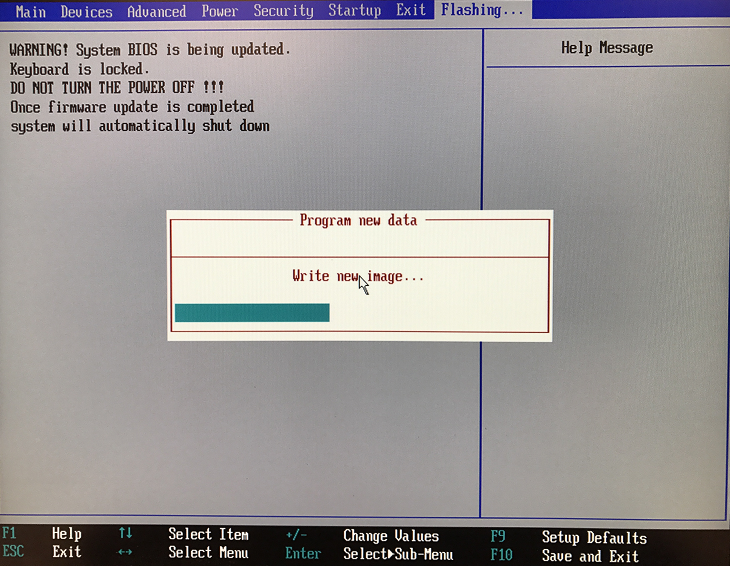 Main Devices Advanced Power Security Startup Exit Flashing...
WARNING! System BIOS is being updated.
Keyboard is locked.
DO NOT TURN THE POWER OFF !!!
Once firmware update is completed
system will automatically shut down
Help Message
Program new data
Write new image...
F1 Help ↑↓ Select Item +/- Change Values F9 Setup Defaults
ESC Exit ↔ Select Menu Enter Select▶Sub-Menu F10 Save and Exit